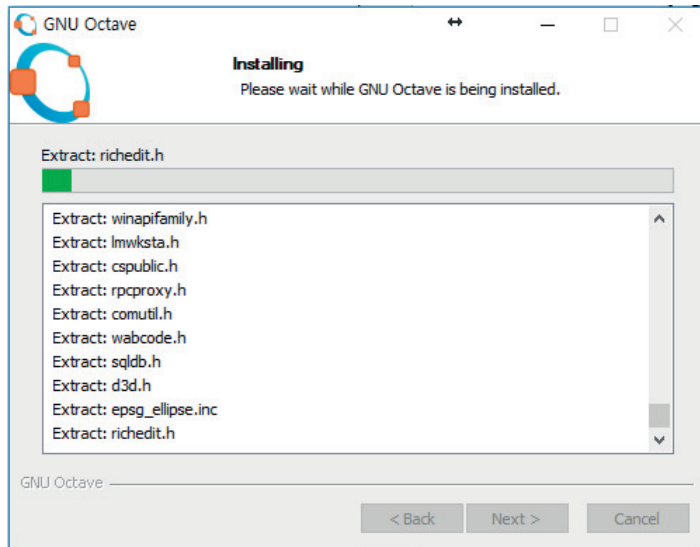 GNU Octave
Installing
Please wait while GNU Octave is being installed.
Extract: richedit.h
Extract: winapifamily.h
Extract: lmwksta.h
Extract: cspublic.h
Extract: rpcproxy.h
Extract: comutil.h
Extract: wabcode.h
Extract: sqldb.h
Extract: d3d.h
Extract: epsg_ellipse.inc
Extract: richedit.h
GNU Octave
< Back Next > Cancel